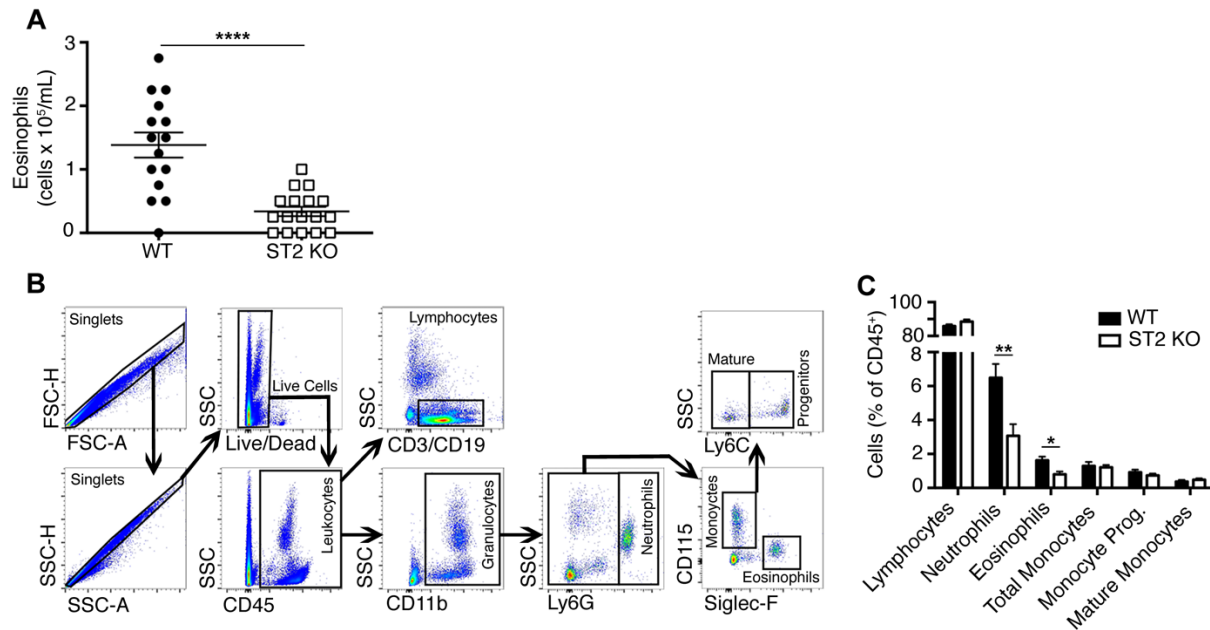 A
****
3
2
1
0
Eosinophils
(cells x 10⁵/mL)
WT
ST2 KO
B
Singlets
FSC-H
FSC-A
Live Cells
SSC
Live/Dead
Lymphocytes
SSC
CD3/CD19
Mature
Progenitors
SSC
Ly6C
Singlets
SSC-H
SSC-A
Leukocytes
SSC
CD45
Granulocytes
SSC
CD11b
Neutrophils
SSC
Ly6G
Monoyctes
Eosinophils
CD115
Siglec-F
C
100
80
8
6
4
2
0
Cells (% of CD45⁺)
WT
ST2 KO
**
*
Lymphocytes
Neutrophils
Eosinophils
Total Monocytes
Monocyte Prog.
Mature Monocytes